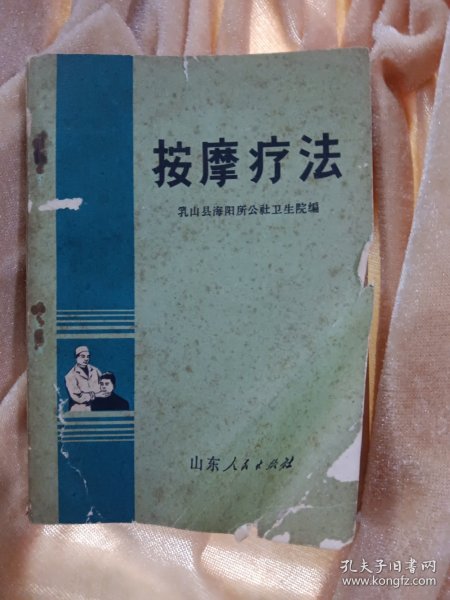 按摩疗法
乳山县海阳所公社卫生院编
山东人民出版社
孔夫子旧书网
www.kongfz.com